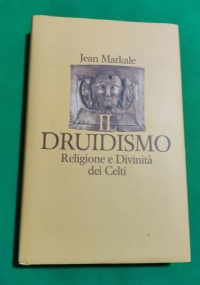 Jean Markale
IL
DRUIDISMO
Religione e Divinità
dei Celti